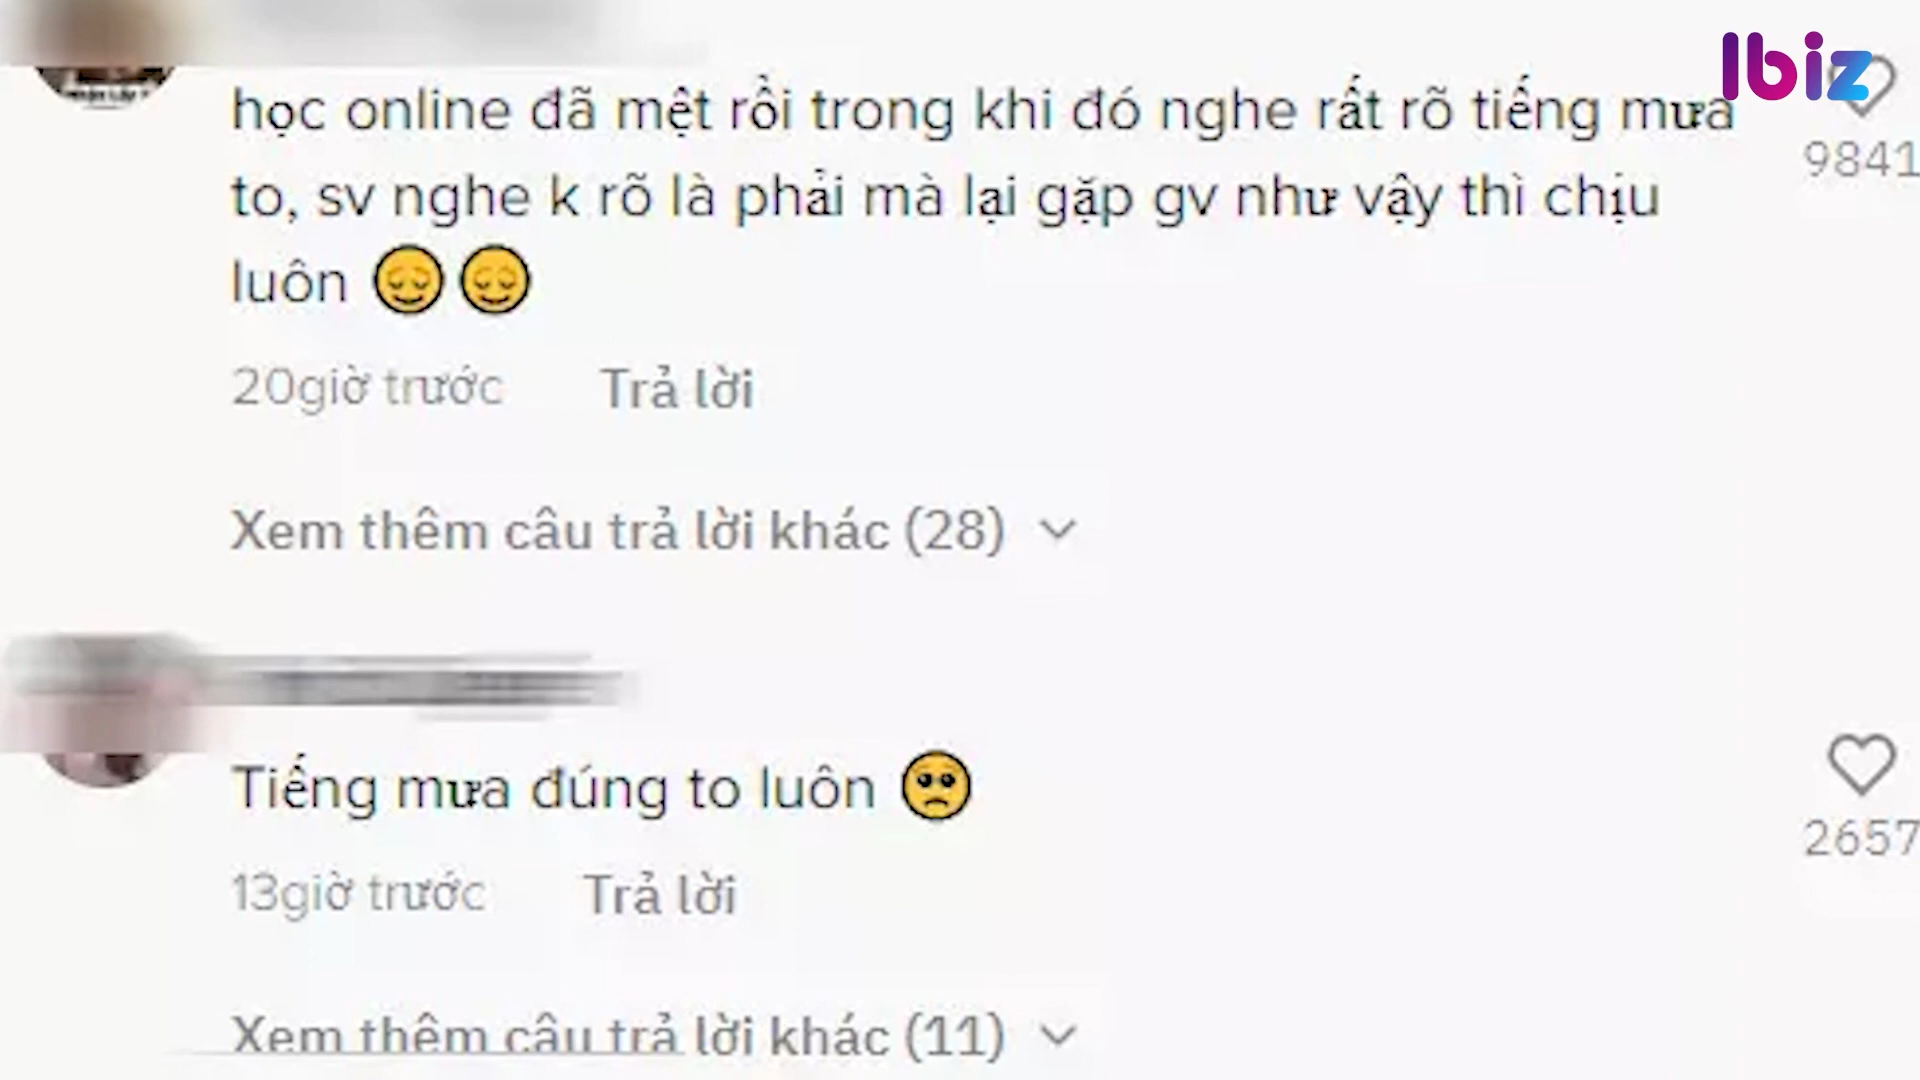 Ibiz
học online đã mệt rồi trong khi đó nghe rất rõ tiếng mưa
to, sv nghe k rõ là phải mà lại gặp gv như vậy thì chịu
luôn 😌😌
9841
20giờ trước Trả lời
Xem thêm câu trả lời khác (28)
Tiếng mưa đúng to luôn 🥺
2657
13giờ trước Trả lời
Xem thêm câu trả lời khác (11)